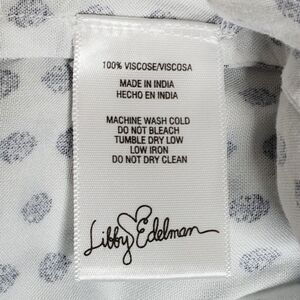 100% VISCOSE/VISCOSA
MADE IN INDIA
HECHO EN INDIA
MACHINE WASH COLD
DO NOT BLEACH
TUMBLE DRY LOW
LOW IRON
DO NOT DRY CLEAN
Libby Edelman